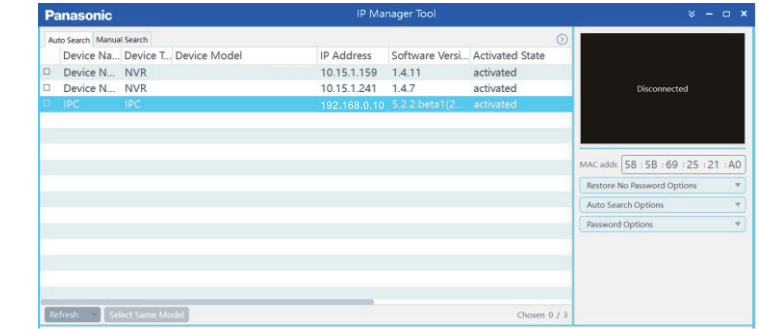 Panasonic IP Manager Tool
Auto Search Manual Search
Device Na... Device T... Device Model IP Address Software Versi... Activated State
Device N... NVR 10.15.1.159 1.4.11 activated
Device N... NVR 10.15.1.241 1.4.7 activated
IPC IPC 192.168.0.10 5.2.2.beta1(2... activated
Disconnected
MAC addr. 58 : 5B : 69 : 25 : 21 : A0
Restore No Password Options
Auto Search Options
Password Options
Refresh Select Same Model Chosen 0 / 3